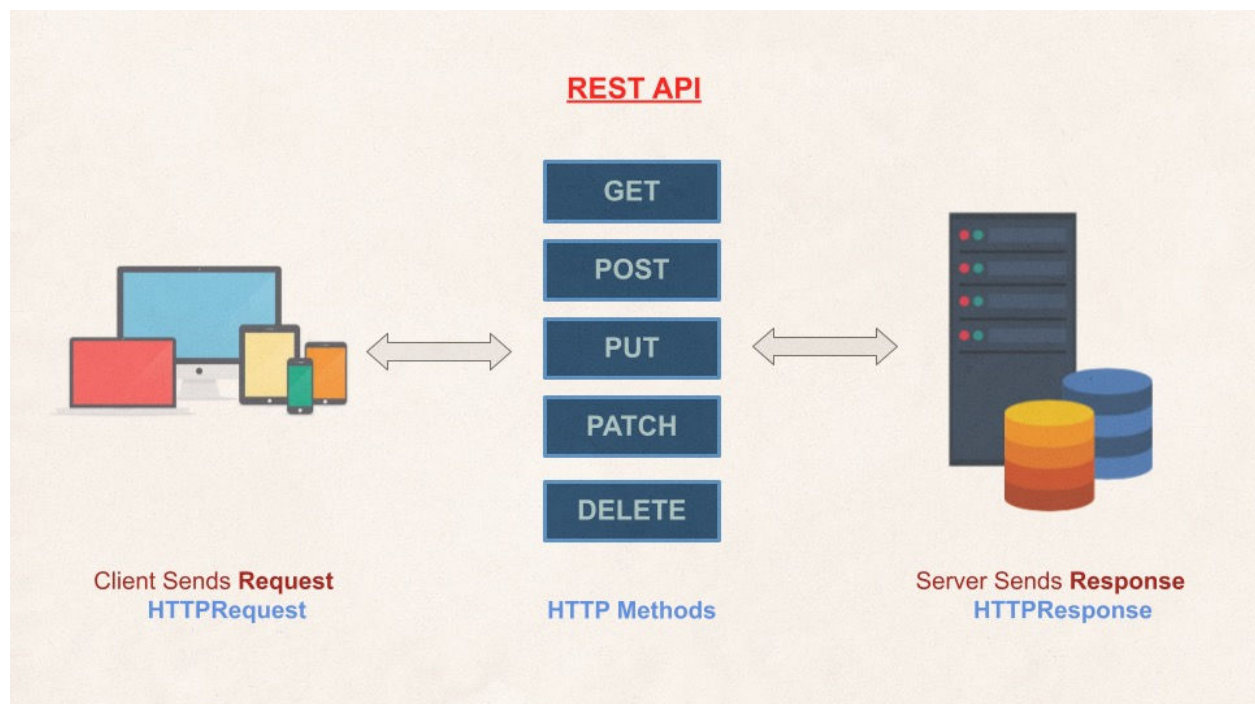 REST API
GET
POST
PUT
PATCH
DELETE
Client Sends Request
HTTPRequest
HTTP Methods
Server Sends Response
HTTPResponse